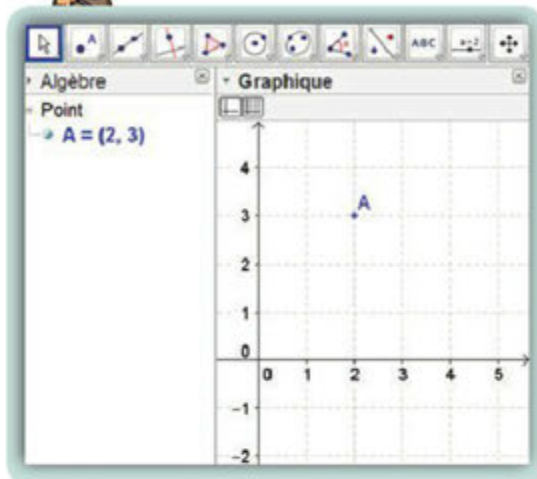 ABC a=2
Algèbre Graphique
Point
A = (2, 3)
A
4
3
2
1
0
0 1 2 3 4 5
-1
-2